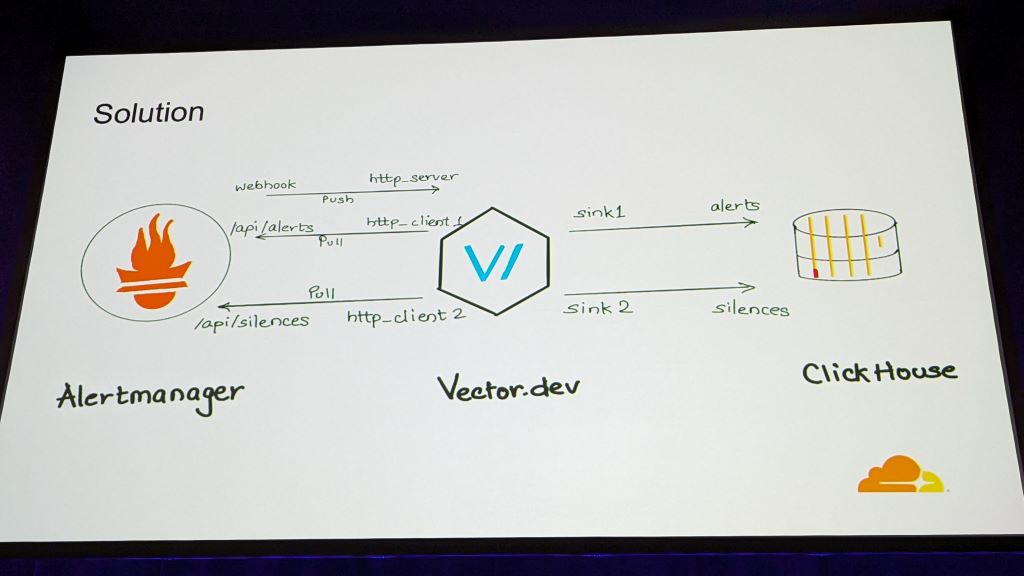 Solution
webhook
http_server
Push
/api/alerts
http_client 1
Pull
Pull
/api/silences
http_client 2
sink1
alerts
sink 2
silences
Alertmanager
Vector.dev
ClickHouse